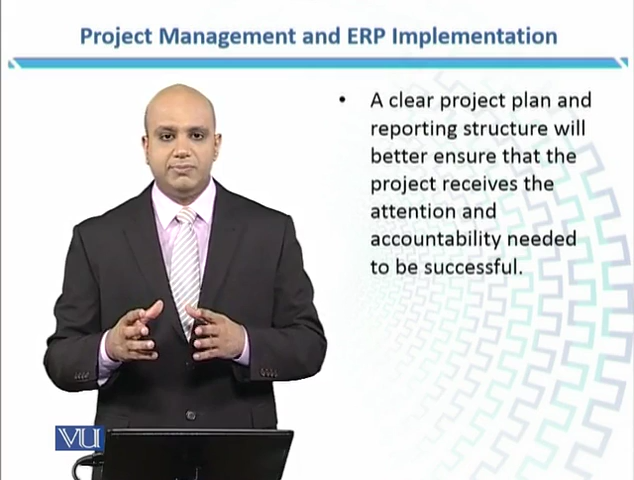 Project Management and ERP Implementation
• A clear project plan and
reporting structure will
better ensure that the
project receives the
attention and
accountability needed
to be successful.
VU